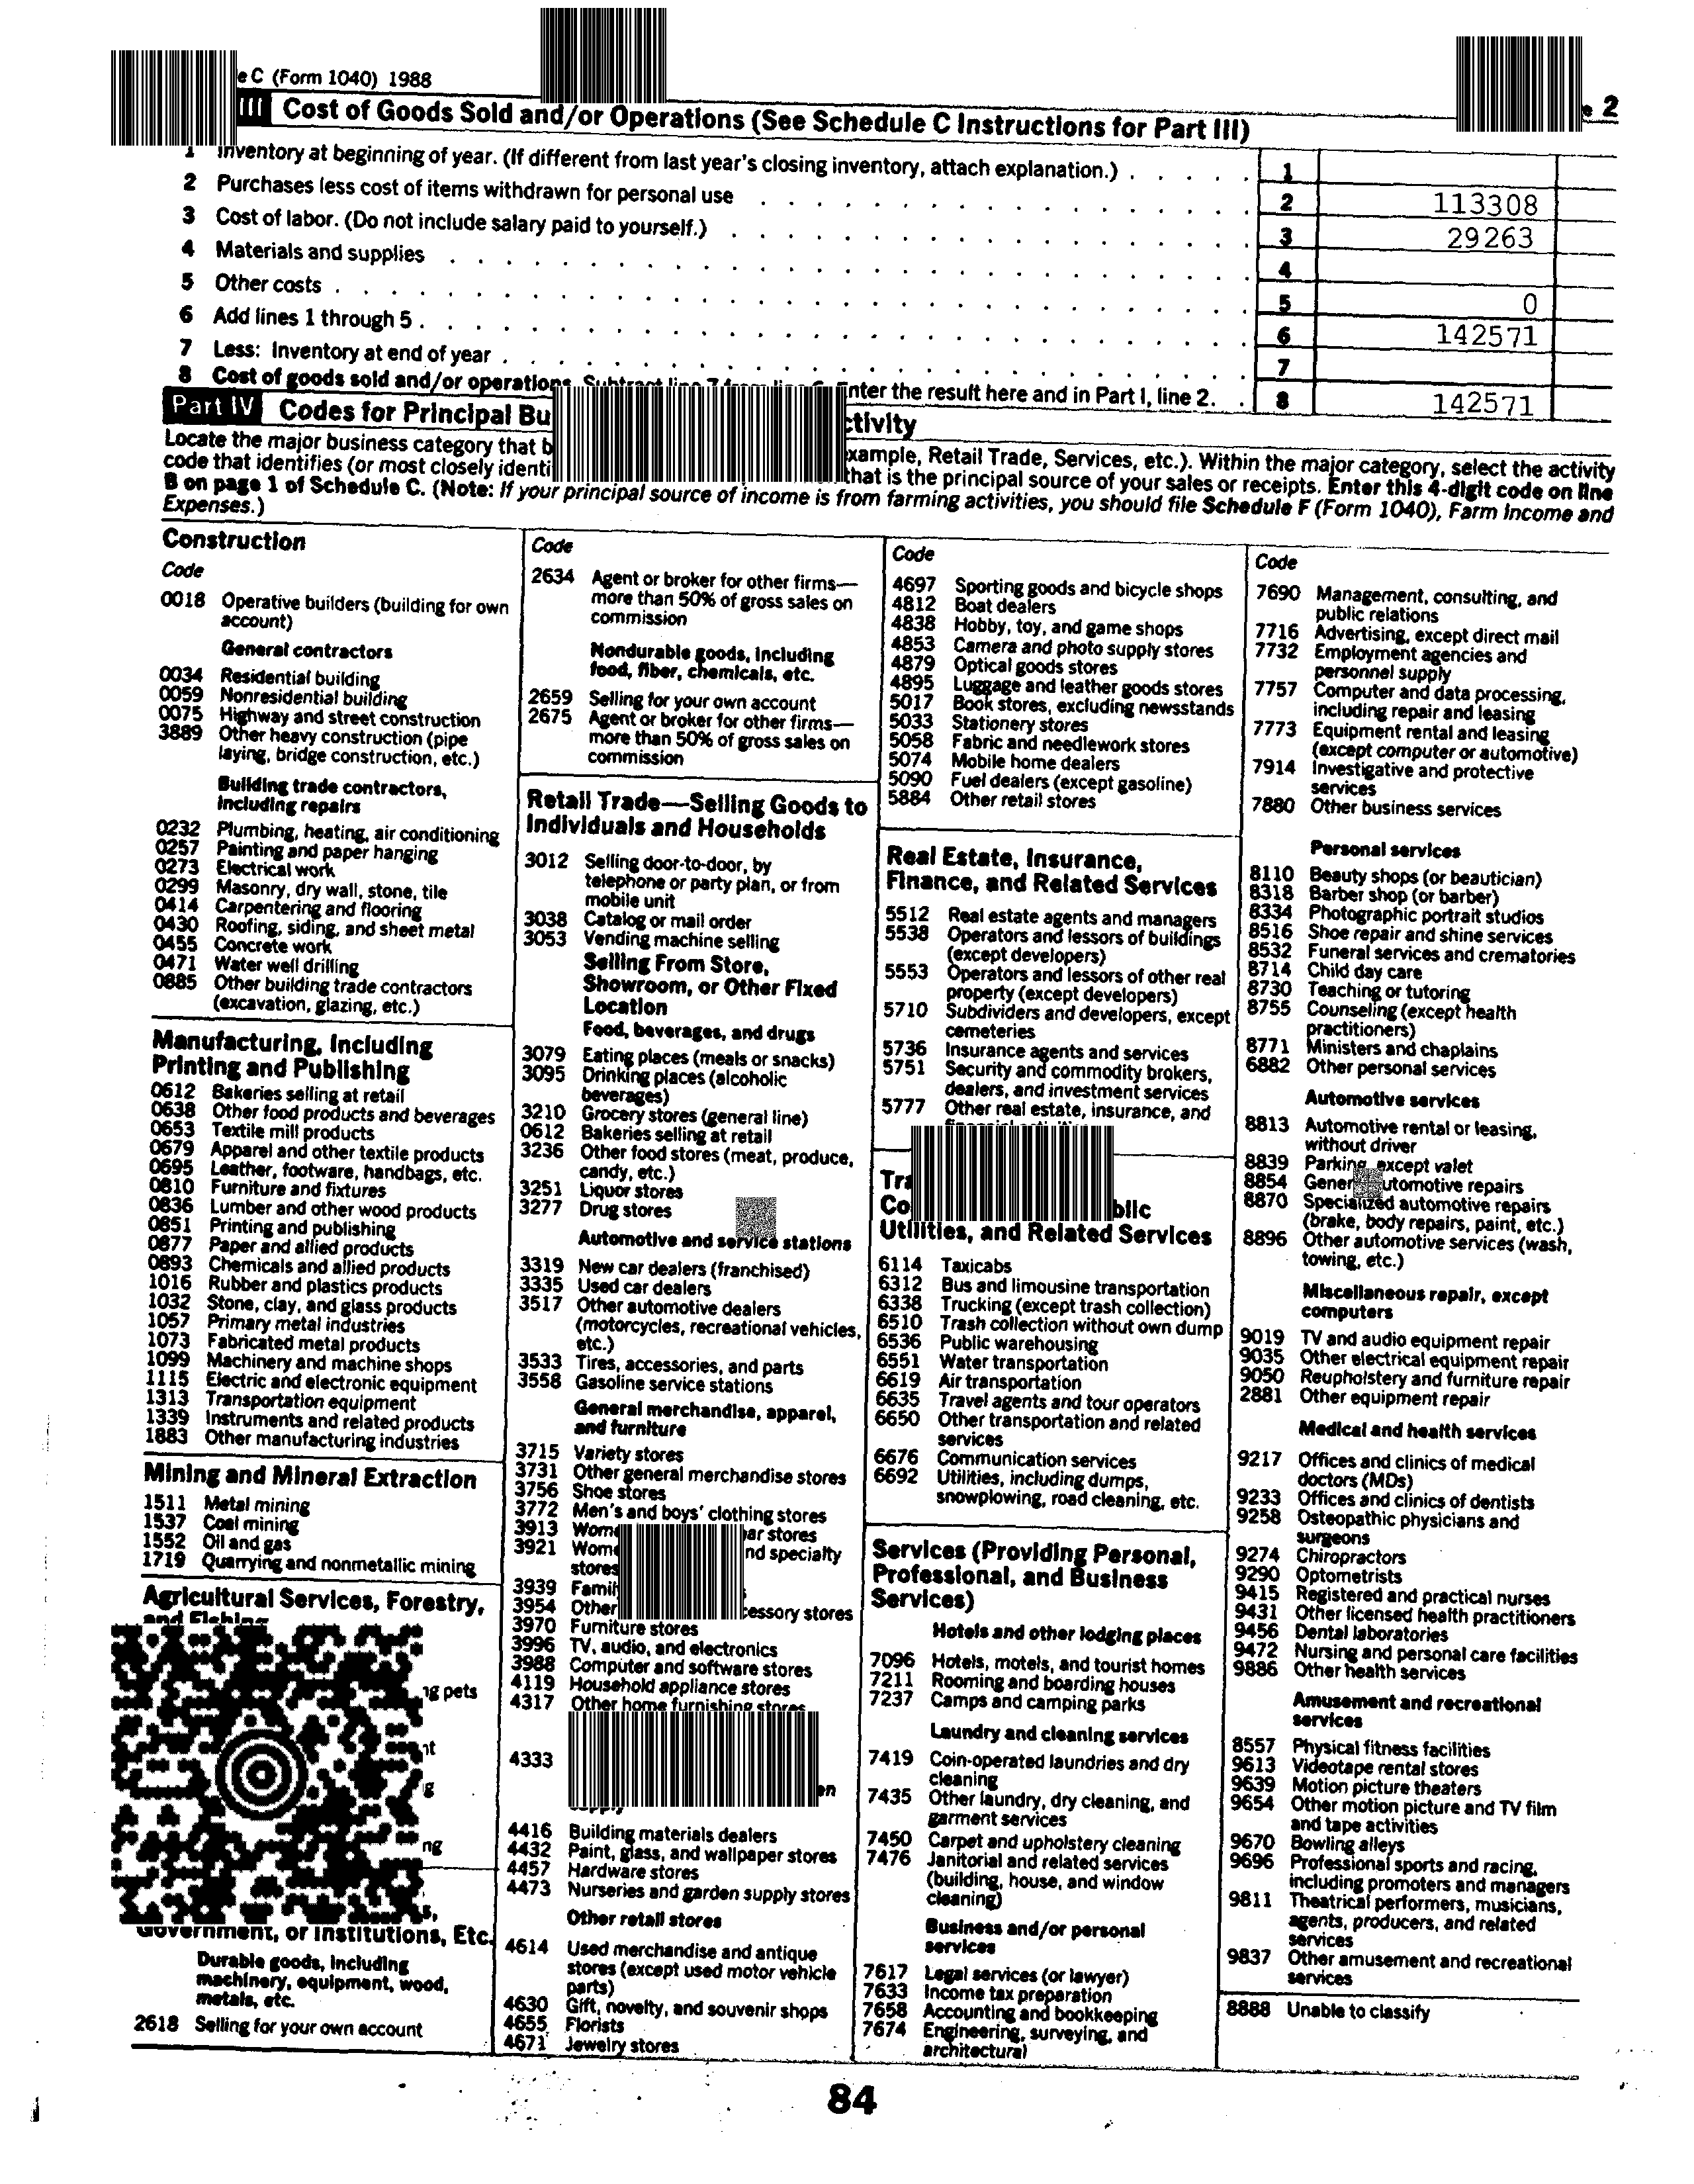 e C (Form 1040) 1988
e 2
III Cost of Goods Sold and/or Operations (See Schedule C Instructions for Part III)
1 Inventory at beginning of year. (If different from last year's closing inventory, attach explanation.) 1
2 Purchases less cost of items withdrawn for personal use 2 113308
3 Cost of labor. (Do not include salary paid to yourself.) 3 29263
4 Materials and supplies 4
5 Other costs 5 0
6 Add lines 1 through 5 6 142571
7 Less: Inventory at end of year 7
8 Cost of goods sold and/or operations. Subtract line 7 from line 6. Enter the result here and in Part I, line 2. 8 142571
Part IV Codes for Principal Bu ctivity
Locate the major business category that b xample, Retail Trade, Services, etc.). Within the major category, select the activity
code that identifies (or most closely identi that is the principal source of your sales or receipts. Enter this 4-digit code on line
B on page 1 of Schedule C. (Note: If your principal source of income is from farming activities, you should file Schedule F (Form 1040), Farm Income and
Expenses.)
Construction
Code
0018 Operative builders (building for own
account)
General contractors
0034 Residential building
0059 Nonresidential building
0075 Highway and street construction
3889 Other heavy construction (pipe
laying, bridge construction, etc.)
Building trade contractors,
including repairs
0232 Plumbing, heating, air conditioning
0257 Painting and paper hanging
0273 Electrical work
0299 Masonry, dry wall, stone, tile
0414 Carpentering and flooring
0430 Roofing, siding, and sheet metal
0455 Concrete work
0471 Water well drilling
0885 Other building trade contractors
(excavation, glazing, etc.)
Manufacturing, Including
Printing and Publishing
0612 Bakeries selling at retail
0638 Other food products and beverages
0653 Textile mill products
0679 Apparel and other textile products
0695 Leather, footware, handbags, etc.
0810 Furniture and fixtures
0836 Lumber and other wood products
0851 Printing and publishing
0877 Paper and allied products
0893 Chemicals and allied products
1016 Rubber and plastics products
1032 Stone, clay, and glass products
1057 Primary metal industries
1073 Fabricated metal products
1099 Machinery and machine shops
1115 Electric and electronic equipment
1313 Transportation equipment
1339 Instruments and related products
1883 Other manufacturing industries
Mining and Mineral Extraction
1511 Metal mining
1537 Coal mining
1552 Oil and gas
1719 Quarrying and nonmetallic mining
Agricultural Services, Forestry,
and Fishing
ng pets
nt
g
ng
s,
Government, or Institutions, Etc.
Durable goods, including
machinery, equipment, wood,
metals, etc.
2618 Selling for your own account
Code
2634 Agent or broker for other firms—
more than 50% of gross sales on
commission
Nondurable goods, including
food, fiber, chemicals, etc.
2659 Selling for your own account
2675 Agent or broker for other firms—
more than 50% of gross sales on
commission
Retail Trade—Selling Goods to
Individuals and Households
3012 Selling door-to-door, by
telephone or party plan, or from
mobile unit
3038 Catalog or mail order
3053 Vending machine selling
Selling From Store,
Showroom, or Other Fixed
Location
Food, beverages, and drugs
3079 Eating places (meals or snacks)
3095 Drinking places (alcoholic
beverages)
3210 Grocery stores (general line)
0612 Bakeries selling at retail
3236 Other food stores (meat, produce,
candy, etc.)
3251 Liquor stores
3277 Drug stores
Automotive and service stations
3319 New car dealers (franchised)
3335 Used car dealers
3517 Other automotive dealers
(motorcycles, recreational vehicles,
etc.)
3533 Tires, accessories, and parts
3558 Gasoline service stations
General merchandise, apparel,
and furniture
3715 Variety stores
3731 Other general merchandise stores
3756 Shoe stores
3772 Men's and boys' clothing stores
3913 Wome ar stores
3921 Wome nd specialty
stores
3939 Famil
3954 Other cessory stores
3970 Furniture stores
3996 TV, audio, and electronics
3988 Computer and software stores
4119 Household appliance stores
4317 Other home furnishing stores
4333
en
supply)
4416 Building materials dealers
4432 Paint, glass, and wallpaper stores
4457 Hardware stores
4473 Nurseries and garden supply stores
Other retail stores
4614 Used merchandise and antique
stores (except used motor vehicle
parts)
4630 Gift, novelty, and souvenir shops
4655 Florists
4671 Jewelry stores
Code
4697 Sporting goods and bicycle shops
4812 Boat dealers
4838 Hobby, toy, and game shops
4853 Camera and photo supply stores
4879 Optical goods stores
4895 Luggage and leather goods stores
5017 Book stores, excluding newsstands
5033 Stationery stores
5058 Fabric and needlework stores
5074 Mobile home dealers
5090 Fuel dealers (except gasoline)
5884 Other retail stores
Real Estate, Insurance,
Finance, and Related Services
5512 Real estate agents and managers
5538 Operators and lessors of buildings
(except developers)
5553 Operators and lessors of other real
property (except developers)
5710 Subdividers and developers, except
cemeteries
5736 Insurance agents and services
5751 Security and commodity brokers,
dealers, and investment services
5777 Other real estate, insurance, and
Tra
Co blic
Utilities, and Related Services
6114 Taxicabs
6312 Bus and limousine transportation
6338 Trucking (except trash collection)
6510 Trash collection without own dump
6536 Public warehousing
6551 Water transportation
6619 Air transportation
6635 Travel agents and tour operators
6650 Other transportation and related
services
6676 Communication services
6692 Utilities, including dumps,
snowplowing, road cleaning, etc.
Services (Providing Personal,
Professional, and Business
Services)
Hotels and other lodging places
7096 Hotels, motels, and tourist homes
7211 Rooming and boarding houses
7237 Camps and camping parks
Laundry and cleaning services
7419 Coin-operated laundries and dry
cleaning
7435 Other laundry, dry cleaning, and
garment services
7450 Carpet and upholstery cleaning
7476 Janitorial and related services
(building, house, and window
cleaning)
Business and/or personal
services
7617 Legal services (or lawyer)
7633 Income tax preparation
7658 Accounting and bookkeeping
7674 Engineering, surveying, and
architectural
Code
7690 Management, consulting, and
public relations
7716 Advertising, except direct mail
7732 Employment agencies and
personnel supply
7757 Computer and data processing,
including repair and leasing
7773 Equipment rental and leasing
(except computer or automotive)
7914 Investigative and protective
services
7880 Other business services
Personal services
8110 Beauty shops (or beautician)
8318 Barber shop (or barber)
8334 Photographic portrait studios
8516 Shoe repair and shine services
8532 Funeral services and crematories
8714 Child day care
8730 Teaching or tutoring
8755 Counseling (except health
practitioners)
8771 Ministers and chaplains
6882 Other personal services
Automotive services
8813 Automotive rental or leasing,
without driver
8839 Parking, except valet
8854 Gener utomotive repairs
8870 Specialized automotive repairs
(brake, body repairs, paint, etc.)
8896 Other automotive services (wash,
towing, etc.)
Miscellaneous repair, except
computers
9019 TV and audio equipment repair
9035 Other electrical equipment repair
9050 Reupholstery and furniture repair
2881 Other equipment repair
Medical and health services
9217 Offices and clinics of medical
doctors (MDs)
9233 Offices and clinics of dentists
9258 Osteopathic physicians and
surgeons
9274 Chiropractors
9290 Optometrists
9415 Registered and practical nurses
9431 Other licensed health practitioners
9456 Dental laboratories
9472 Nursing and personal care facilities
9886 Other health services
Amusement and recreational
services
8557 Physical fitness facilities
9613 Videotape rental stores
9639 Motion picture theaters
9654 Other motion picture and TV film
and tape activities
9670 Bowling alleys
9696 Professional sports and racing,
including promoters and managers
9811 Theatrical performers, musicians,
agents, producers, and related
services
9837 Other amusement and recreational
services
8888 Unable to classify
84